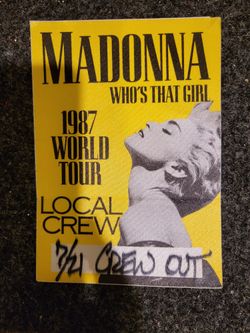 MADONNA
WHO'S THAT GIRL
1987
WORLD
TOUR
LOCAL
CREW
7/21 CREW OUT